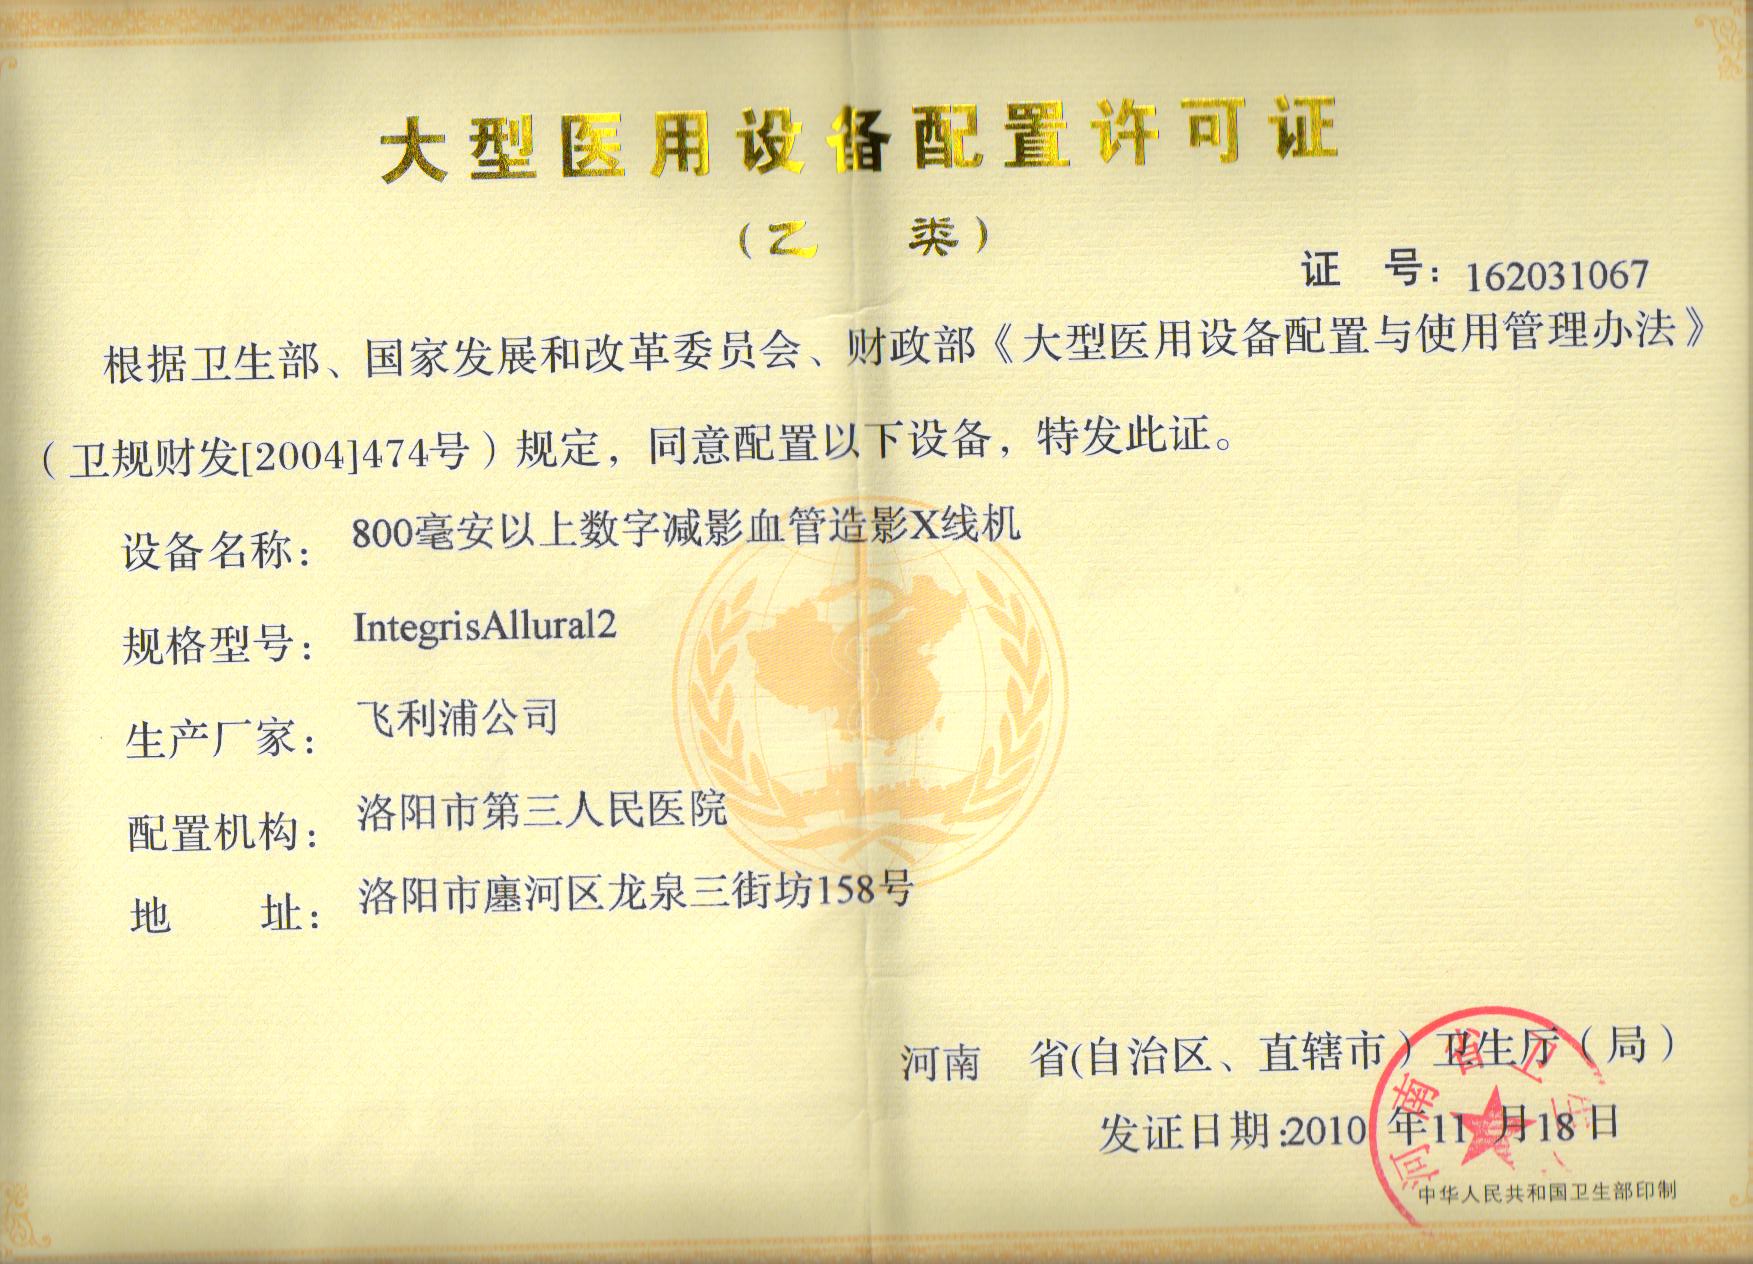 大型医用设备配置许可证
（乙 类）
证 号：162031067
根据卫生部、国家发展和改革委员会、财政部《大型医用设备配置与使用管理办法》
（卫规财发[2004]474号）规定，同意配置以下设备，特发此证。
设备名称：800毫安以上数字减影血管造影X线机
规格型号：IntegrisAllural2
生产厂家：飞利浦公司
配置机构：洛阳市第三人民医院
地 址：洛阳市廛河区龙泉三街坊158号
河南 省(自治区、直辖市）卫生厅（局）
发证日期:2010 年11 月18日
中华人民共和国卫生部印制
河南省卫生